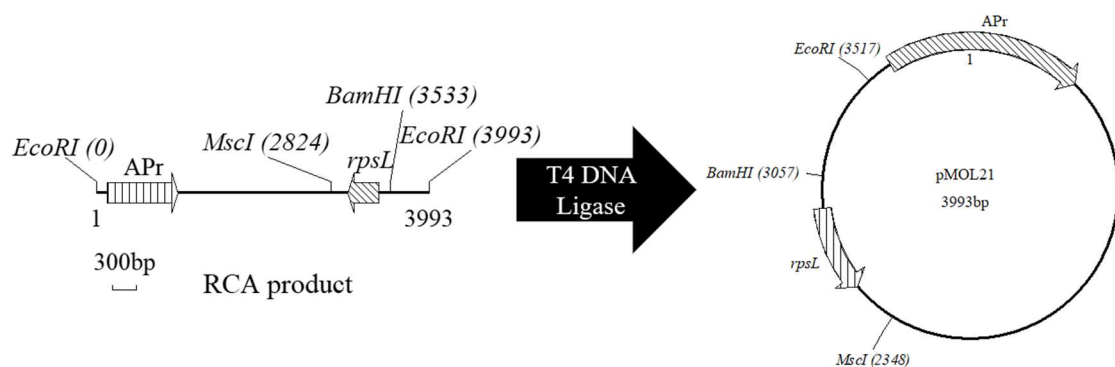 EcoRI (0)
APr
MscI (2824)
BamHI (3533)
EcoRI (3993)
rpsL
1
3993
300bp
RCA product
T4 DNA
Ligase
APr
EcoRI (3517)
1
BamHI (3057)
pMOL21
3993bp
rpsL
MscI (2348)